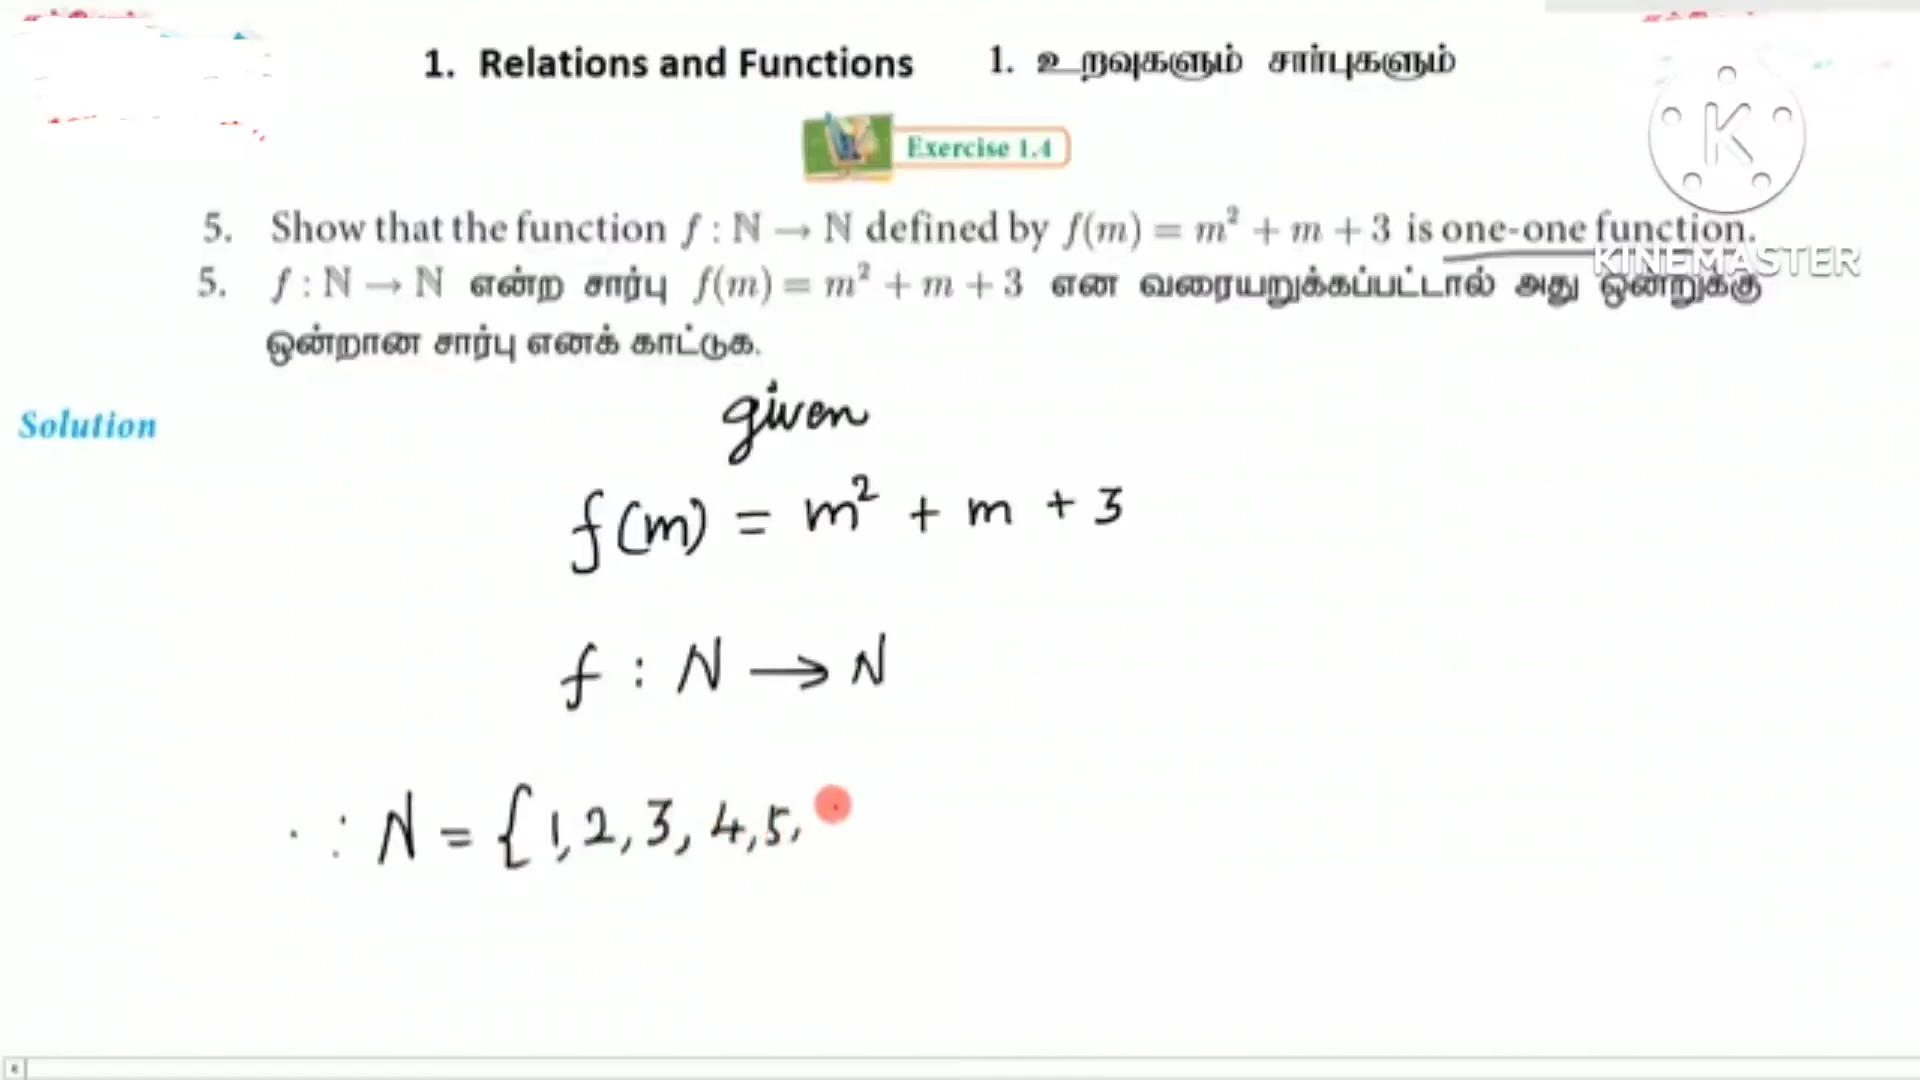 1. Relations and Functions 1. உறவுகளும் சார்புகளும்
K
Exercise 1.4
5. Show that the function f : ℕ → ℕ defined by f(m) = m² + m + 3 is one-one function.
KINEMASTER
5. f : ℕ → ℕ என்ற சார்பு f(m) = m² + m + 3 என வரையறுக்கப்பட்டால் அது ஒன்றுக்கு
ஒன்றான சார்பு எனக் காட்டுக.
given
Solution
f(m) = m² + m + 3
f : N → N
∵ N = {1, 2, 3, 4, 5,